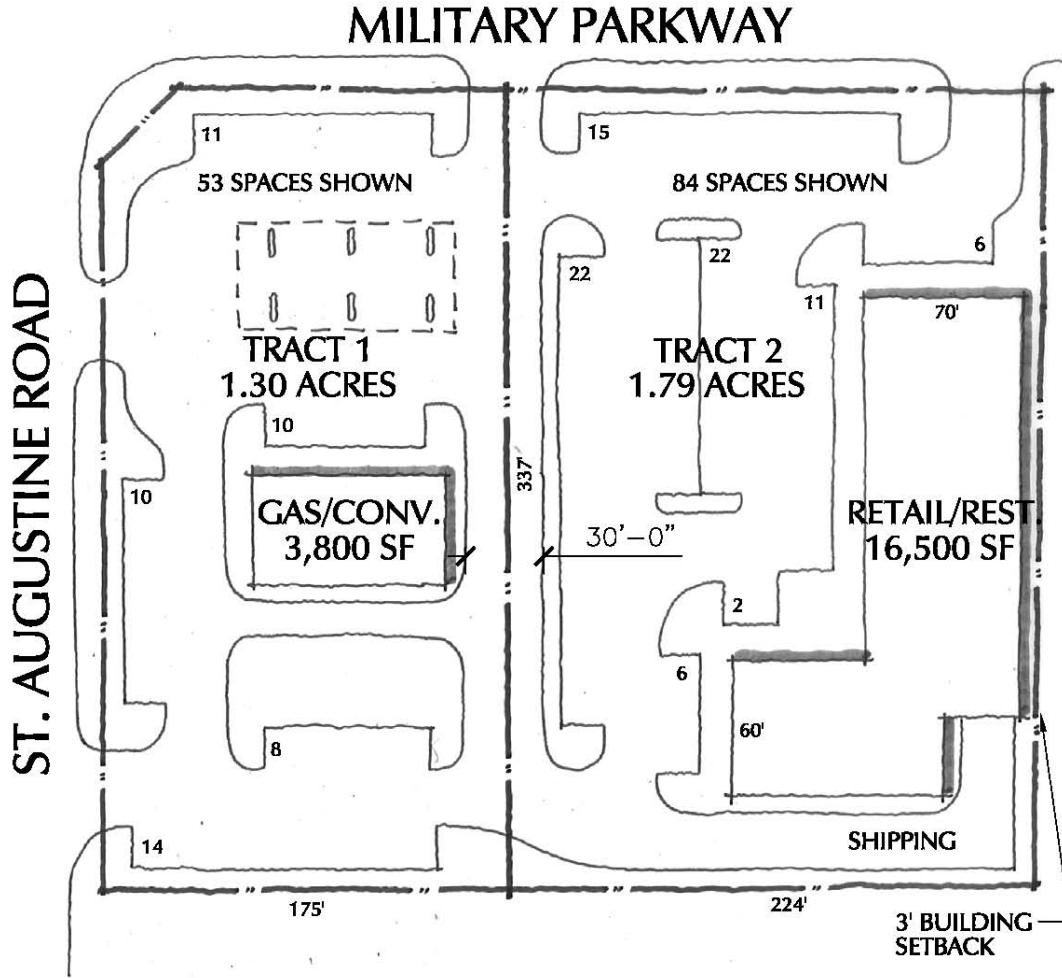 MILITARY PARKWAY
11
15
53 SPACES SHOWN
84 SPACES SHOWN
6
22
22
11
70'
ST. AUGUSTINE ROAD
TRACT 1
1.30 ACRES
TRACT 2
1.79 ACRES
10
10
337'
GAS/CONV.
3,800 SF
30'-0"
RETAIL/REST.
16,500 SF
2
6
60'
8
14
SHIPPING
175'
224'
3' BUILDING
SETBACK